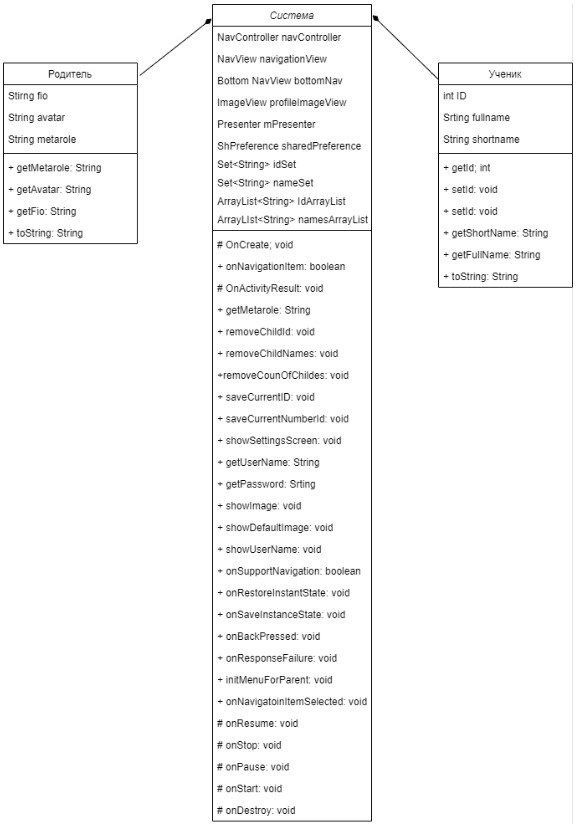 Родитель
Stirng fio
String avatar
String metarole
+ getMetarole: String
+ getAvatar: String
+ getFio: String
+ toString: String
Система
NavController navController
NavView navigationView
Bottom NavView bottomNav
ImageView profileImageView
Presenter mPresenter
ShPreference sharedPreference
Set<String> idSet
Set<String> nameSet
ArrayList<String> IdArrayList
ArrayLIst<String> namesArrayList
# OnCreate; void
+ onNavigationItem: boolean
# OnActivityResult: void
+ getMetarole: String
+ removeChildId: void
+ removeChildNames: void
+removeCounOfChildes: void
+ saveCurrentID: void
+ saveCurrentNumberId: void
+ showSettingsScreen: void
+ getUserName: String
+ getPassword: Srting
+ showImage: void
+ showDefaultImage: void
+ showUserName: void
+ onSupportNavigation: boolean
+ onRestoreInstantState: void
+ onSaveInstanceState: void
+ onBackPressed: void
+ onResponseFailure: void
+ initMenuForParent: void
+ onNavigatoinItemSelected: void
# onResume: void
# onStop: void
# onPause: void
# onStart: void
# onDestroy: void
Ученик
int ID
Srting fullname
String shortname
+ getId; int
+ setId: void
+ setId: void
+ getShortName: String
+ getFullName: String
+ toString: String